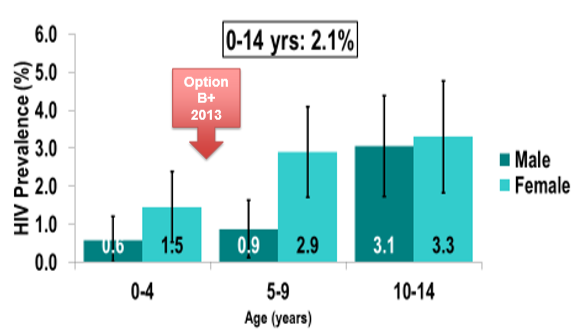 0-14 yrs: 2.1%
Option
B+
2013
HIV Prevalence (%)
6.0
5.0
4.0
3.0
2.0
1.0
0.0
0.6
1.5
0.9
2.9
3.1
3.3
0-4
5-9
10-14
Age (years)
Male
Female